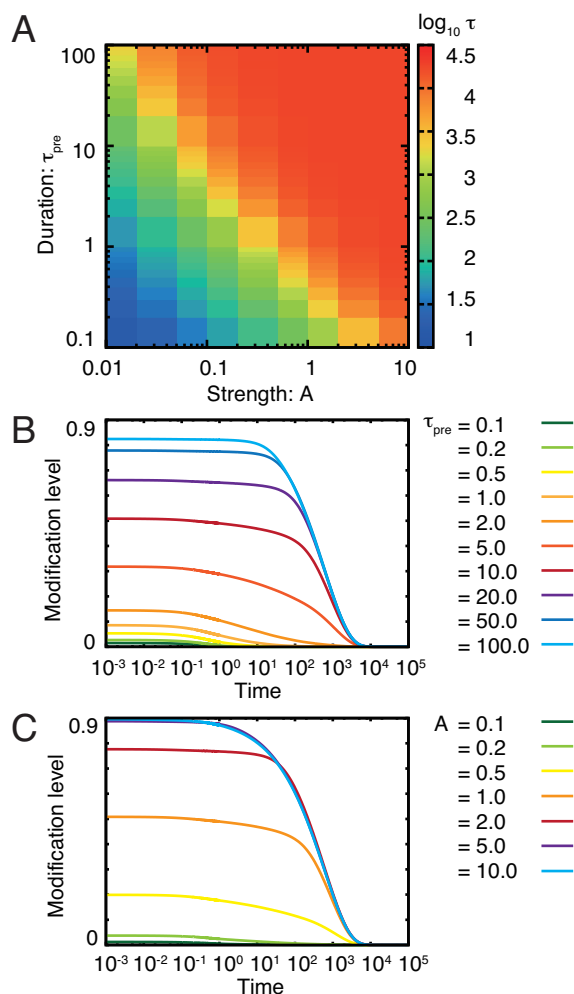 A
log₁₀ τ
Duration: τpre
100
10
1
0.1
0.01
0.1
1
10
Strength: A
4.5
4
3.5
3
2.5
2
1.5
1
B
0.9
0
Modification level
10⁻³ 10⁻² 10⁻¹ 10⁰ 10¹ 10² 10³ 10⁴ 10⁵
Time
τpre = 0.1
= 0.2
= 0.5
= 1.0
= 2.0
= 5.0
= 10.0
= 20.0
= 50.0
= 100.0
C
0.9
0
Modification level
10⁻³ 10⁻² 10⁻¹ 10⁰ 10¹ 10² 10³ 10⁴ 10⁵
Time
A = 0.1
= 0.2
= 0.5
= 1.0
= 2.0
= 5.0
= 10.0